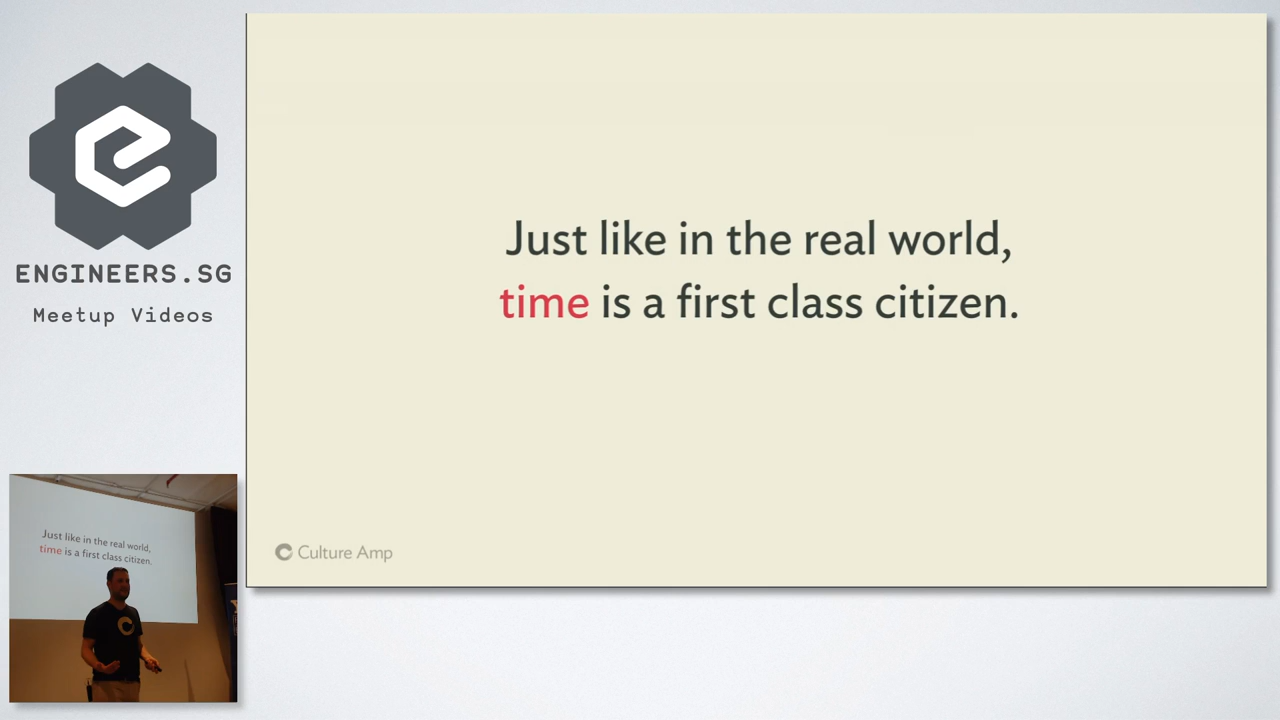 ENGINEERS.SG
Meetup Videos
Just like in the real world,
time is a first class citizen.
Culture Amp
Just like in the real world,
time is a first class citizen.